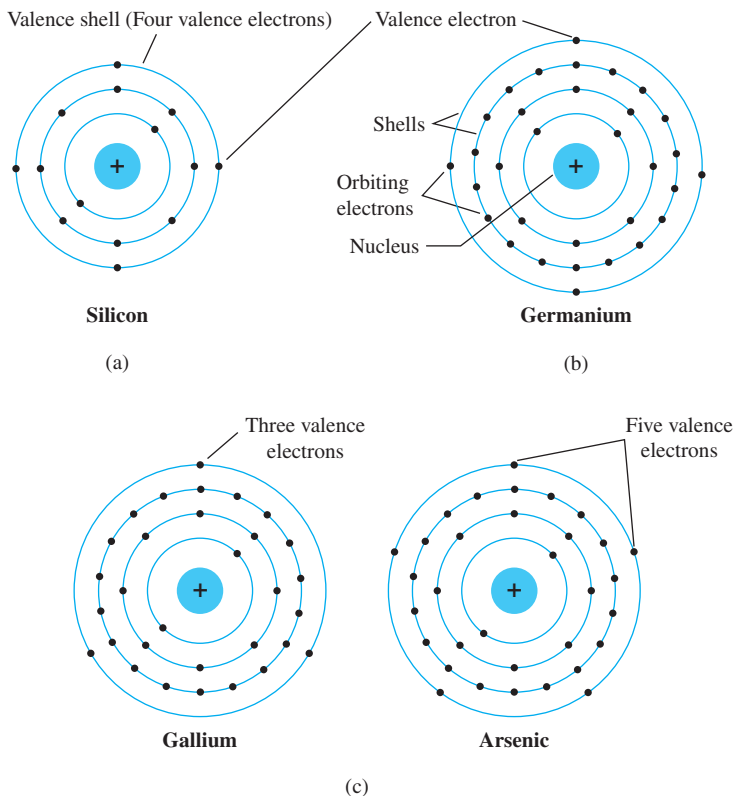 Valence shell (Four valence electrons)
Valence electron
+
Silicon
(a)
Shells
Orbiting
electrons
Nucleus
+
Germanium
(b)
Three valence
electrons
+
Gallium
Five valence
electrons
+
Arsenic
(c)